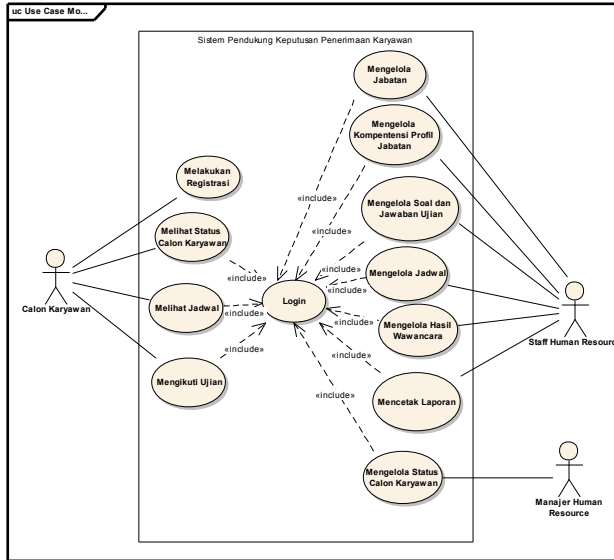 uc Use Case Mo...
Sistem Pendukung Keputusan Penerimaan Karyawan
Mengelola
Jabatan
Mengelola
Kompentensi Profil
Jabatan
«include»
Melakukan
Registrasi
«include»
Mengelola Soal dan
Jawaban Ujian
Melihat Status
Calon Karyawan
«include»
«include»
Mengelola Jadwal
«include»
Calon Karyawan
Melihat Jadwal
«include»
Login
«include»
Mengelola Hasil
Wawancara
Staff Human Resource
«include»
«include»
Mengikuti Ujian
«include»
Mencetak Laporan
Mengelola Status
Calon Karyawan
Manajer Human
Resource